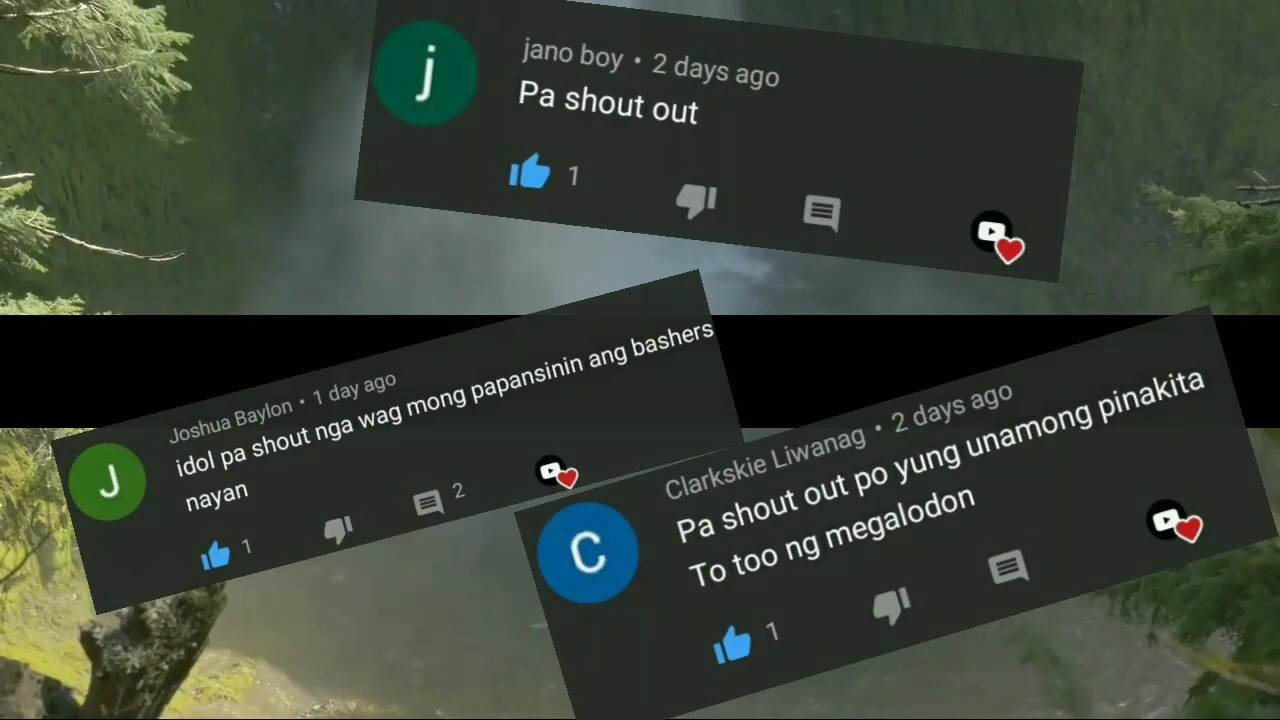 j
jano boy • 2 days ago
Pa shout out
1
J
Joshua Baylon • 1 day ago
idol pa shout nga wag mong papansinin ang bashers
nayan
1
2
C
Clarkskie Liwanag • 2 days ago
Pa shout out po yung unamong pinakita
To too ng megalodon
1